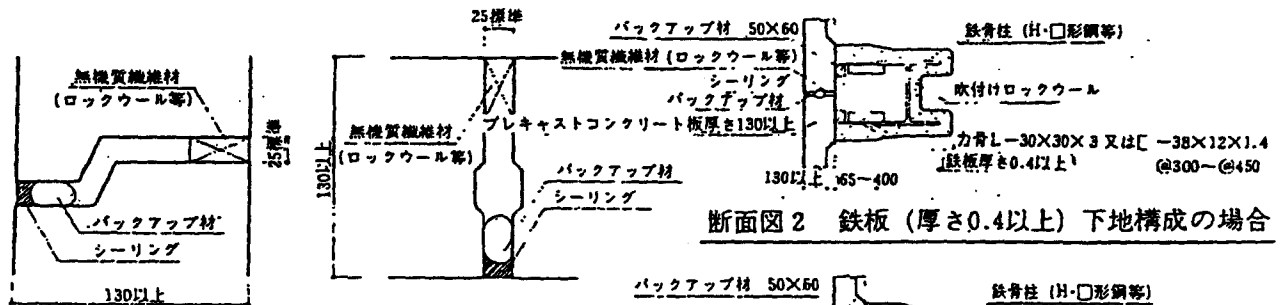 無機質繊維材
(ロックウール等)
25標準
バックアップ材
シーリング
130以上
25標準
130以上
無機質繊維材
(ロックウール等)
バックアップ材
シーリング
バックアップ材 50×60
無機質繊維材 (ロックウール等)
シーリング
バックアップ材
プレキャストコンクリート板厚さ130以上
130以上 65〜400
鉄骨柱 (H・□形鋼等)
吹付けロックウール
力骨L−30×30×3 又は[ −38×12×1.4
鉄板厚さ0.4以上
@300〜@450
断面図2 鉄板 (厚さ0.4以上) 下地構成の場合
バックアップ材 50×60
鉄骨柱 (H・□形鋼等)